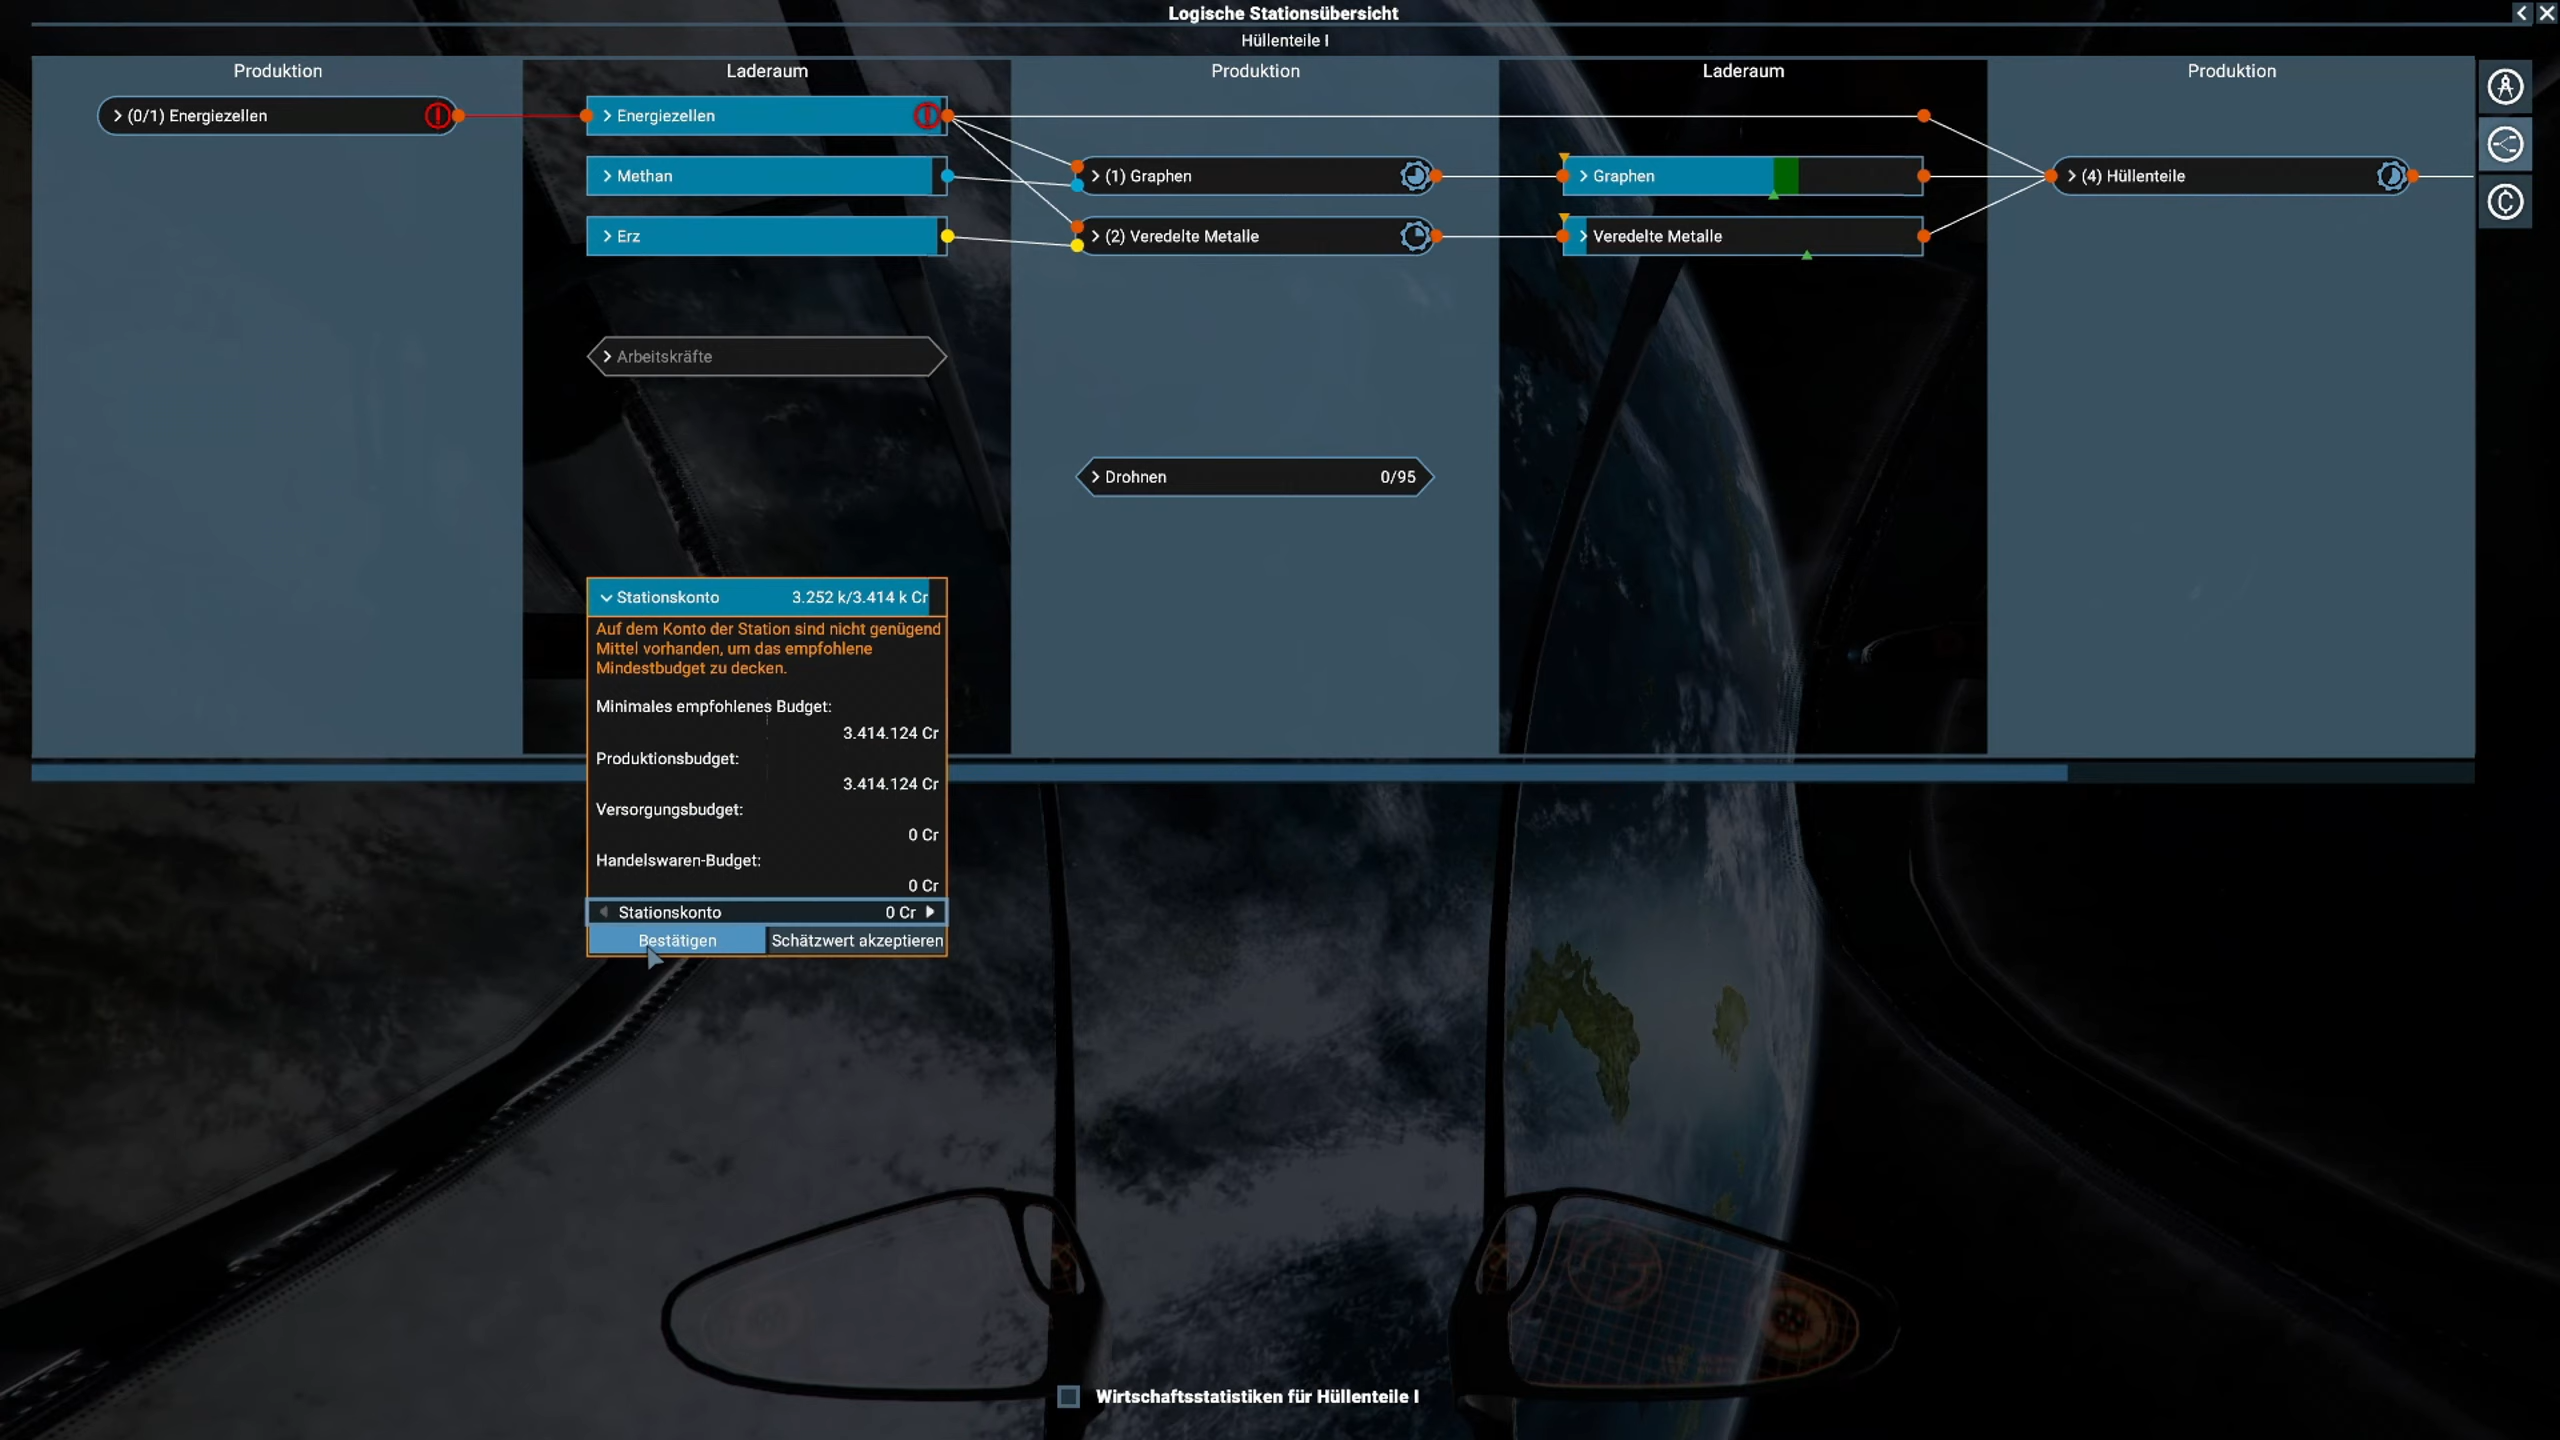 Logische Stationsübersicht
Hüllenteile I
Produktion
Laderaum
Produktion
Laderaum
Produktion
(0/1) Energiezellen
Energiezellen
Methan
(1) Graphen
Graphen
(4) Hüllenteile
Erz
(2) Veredelte Metalle
Veredelte Metalle
Arbeitskräfte
Drohnen 0/95
Stationskonto 3.252 k/3.414 k Cr
Auf dem Konto der Station sind nicht genügend
Mittel vorhanden, um das empfohlene
Mindestbudget zu decken.
Minimales empfohlenes Budget:
3.414.124 Cr
Produktionsbudget:
3.414.124 Cr
Versorgungsbudget:
0 Cr
Handelswaren-Budget:
0 Cr
Stationskonto 0 Cr
Bestätigen Schätzwert akzeptieren
Wirtschaftsstatistiken für Hüllenteile I